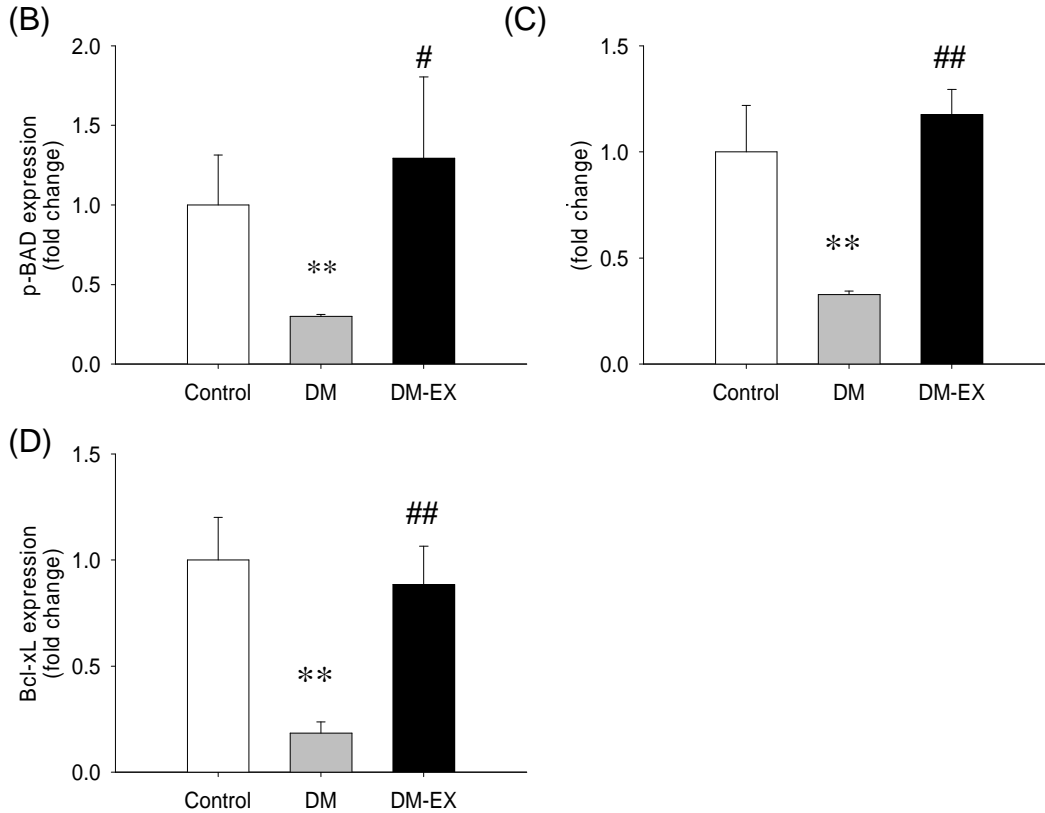 (B)
p-BAD expression
(fold change)
2.0
1.5
1.0
0.5
0.0
**
#
Control DM DM-EX
(C)
(fold change)
1.5
1.0
0.5
0.0
**
##
Control DM DM-EX
(D)
Bcl-xL expression
(fold change)
1.5
1.0
0.5
0.0
**
##
Control DM DM-EX